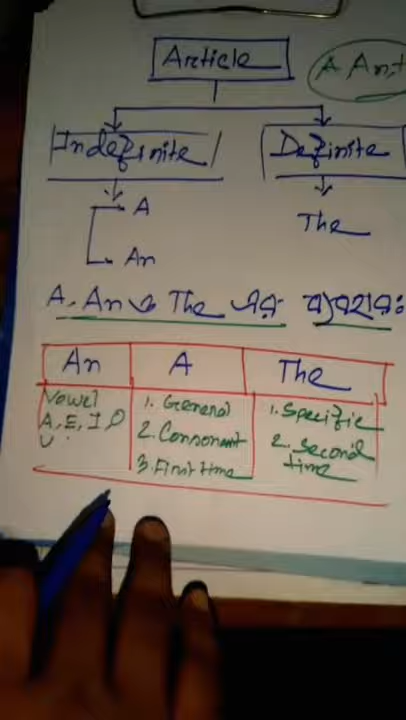 Article
A An, t
Indefinite
Definite
A
The
An
A, An ও The এর ব্যবহার:
An
A
The
Vowel
A, E, I, O
U
1. General
2. Consonant
3. First time
1. Specific
2. Second
time